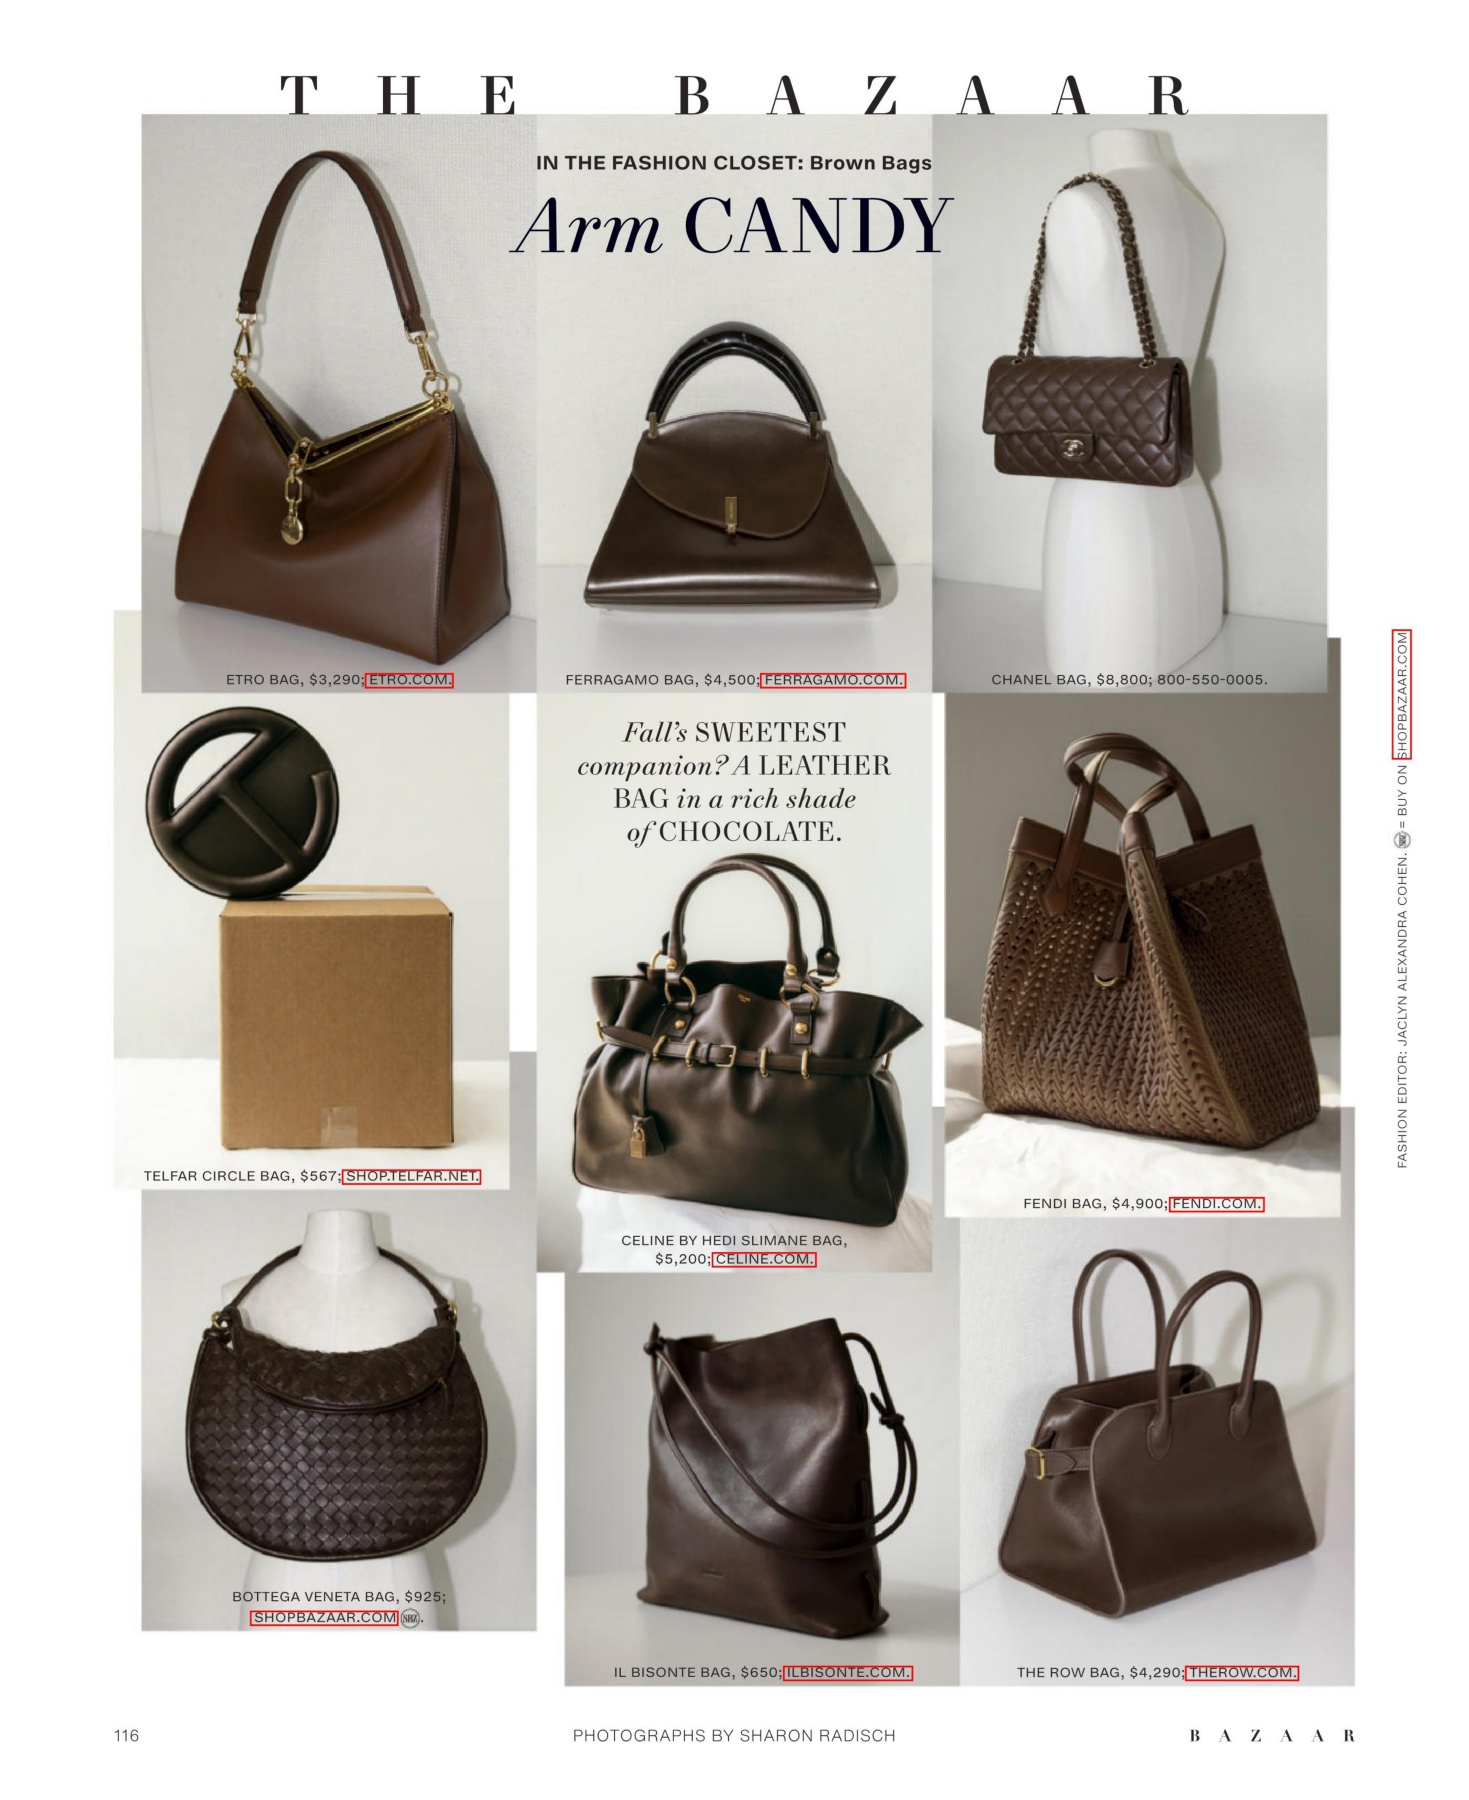 THE BAZAAR
IN THE FASHION CLOSET: Brown Bags
Arm CANDY
ETRO BAG, $3,290; ETRO.COM.
FERRAGAMO BAG, $4,500; FERRAGAMO.COM.
CHANEL BAG, $8,800; 800-550-0005.
Fall's SWEETEST
companion? A LEATHER
BAG in a rich shade
of CHOCOLATE.
TELFAR CIRCLE BAG, $567; SHOP.TELFAR.NET.
CELINE BY HEDI SLIMANE BAG,
$5,200; CELINE.COM.
FENDI BAG, $4,900; FENDI.COM.
BOTTEGA VENETA BAG, $925;
SHOPBAZAAR.COM SBZ.
IL BISONTE BAG, $650; ILBISONTE.COM.
THE ROW BAG, $4,290; THEROW.COM.
FASHION EDITOR: JACLYN ALEXANDRA COHEN. SBZ = BUY ON SHOPBAZAAR.COM
116
PHOTOGRAPHS BY SHARON RADISCH
BAZAAR